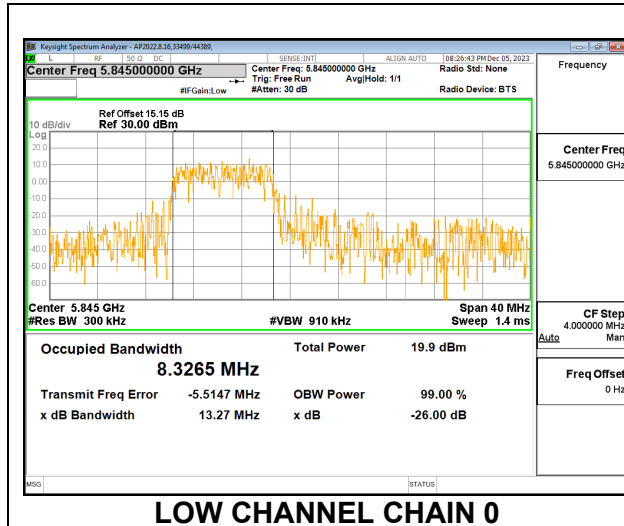 Keysight Spectrum Analyzer - AP2022.8.16,33499/44389,
L RF 50 Ω DC SENSE:INT ALIGN AUTO 08:26:43 PM Dec 05, 2023
Center Freq 5.845000000 GHz
Center Freq: 5.845000000 GHz
Radio Std: None
Trig: Free Run Avg|Hold: 1/1
#IFGain:Low
#Atten: 30 dB
Radio Device: BTS
Frequency
Ref Offset 15.15 dB
10 dB/div Ref 30.00 dBm
Log
20.0
10.0
0.00
-10.0
-20.0
-30.0
-40.0
-50.0
-60.0
Center 5.845 GHz Span 40 MHz
#Res BW 300 kHz #VBW 910 kHz Sweep 1.4 ms
Center Freq
5.845000000 GHz
CF Step
4.000000 MHz
Auto Man
Freq Offset
0 Hz
Occupied Bandwidth Total Power 19.9 dBm
8.3265 MHz
Transmit Freq Error -5.5147 MHz OBW Power 99.00 %
x dB Bandwidth 13.27 MHz x dB -26.00 dB
MSG STATUS
LOW CHANNEL CHAIN 0